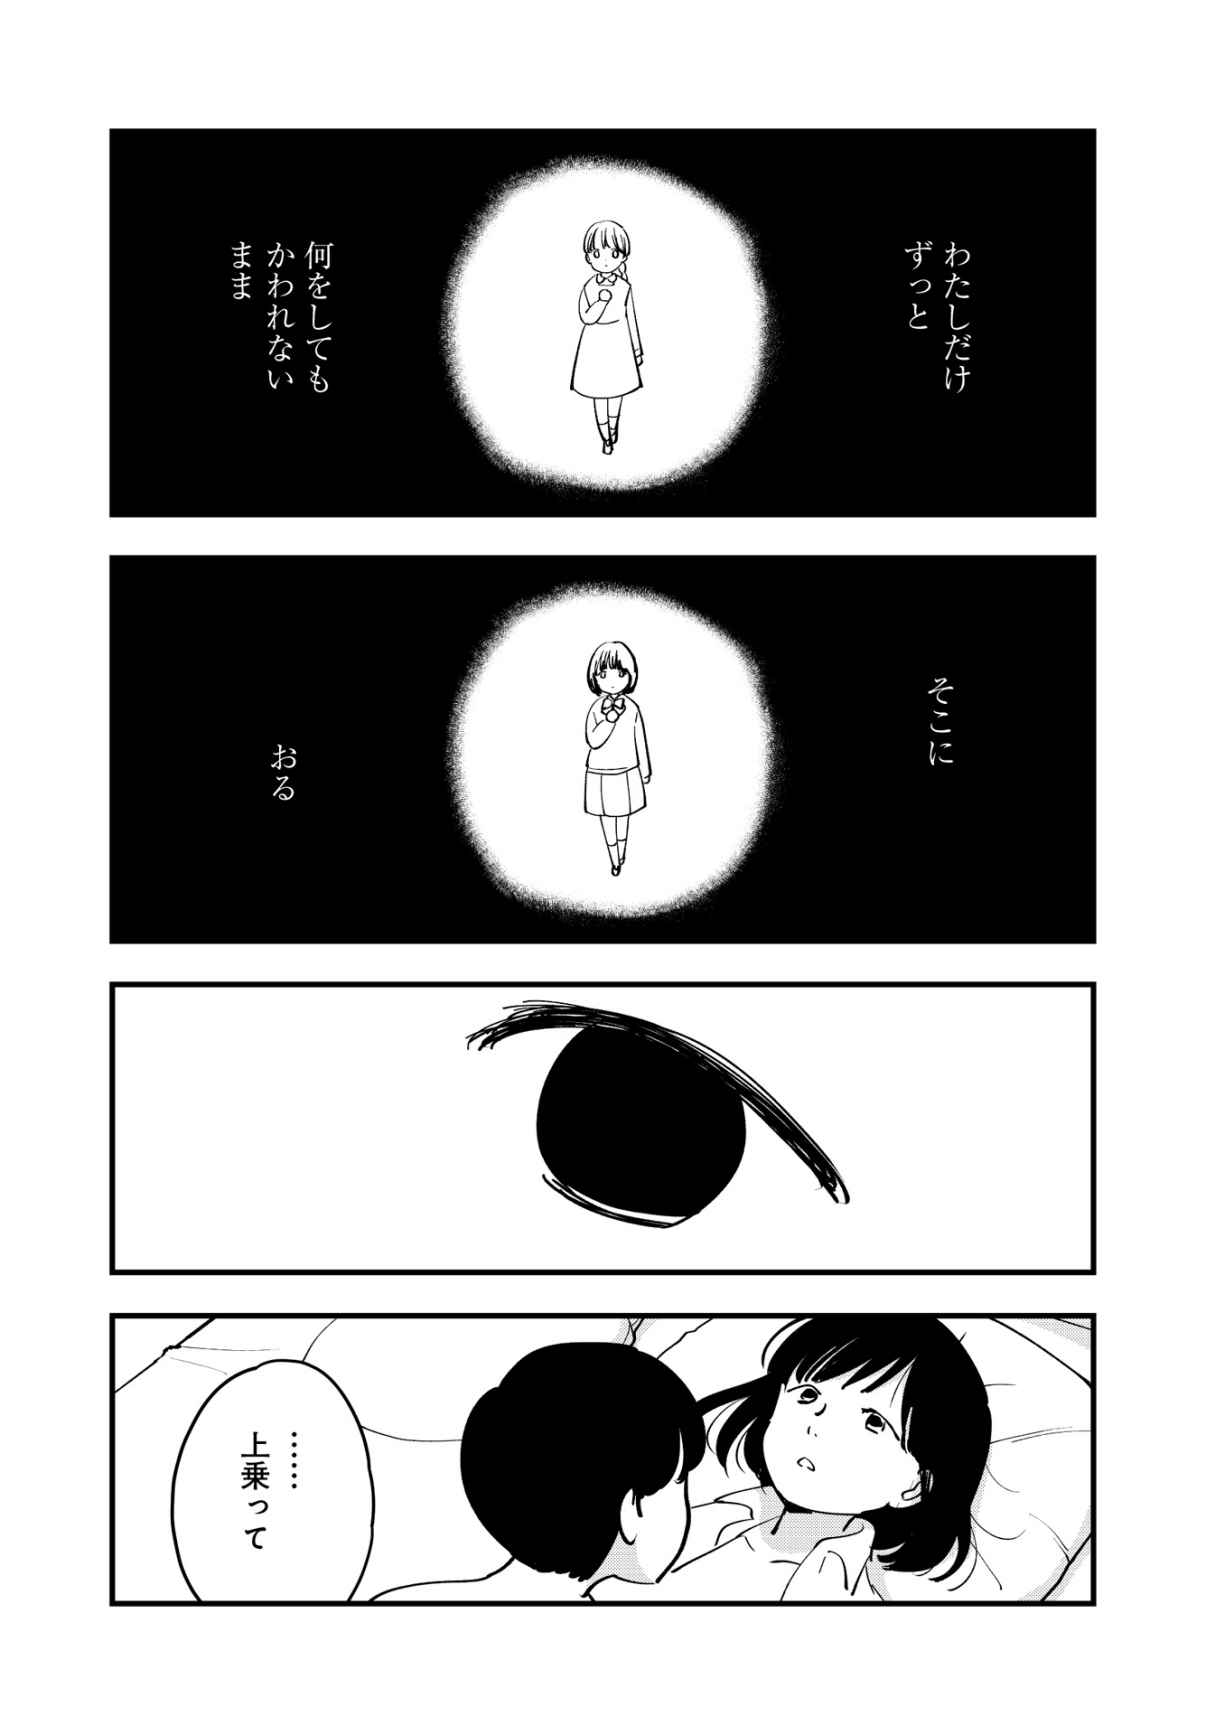 わたしだけ
ずっと
何をしても
かわれない
まま
そこに
おる
……
上乗って